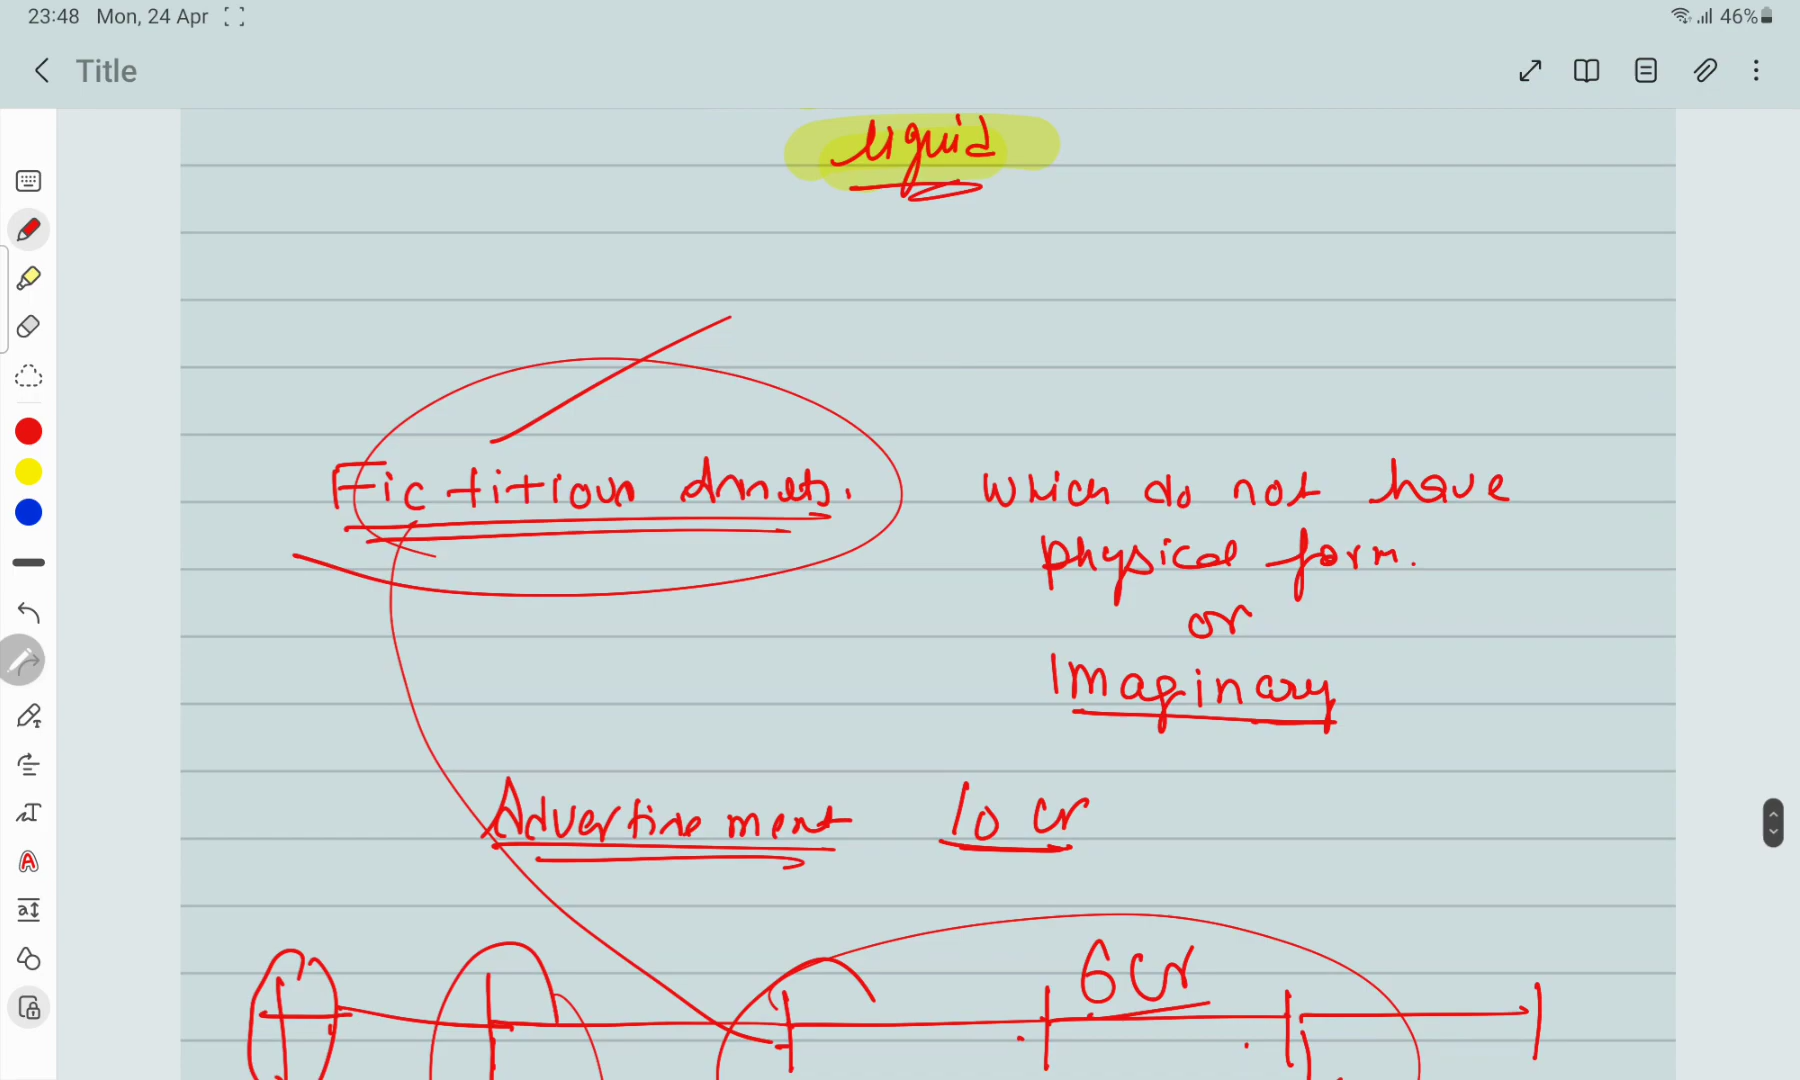 23:48 Mon, 24 Apr 46%
Title
liquid
Fictitious Assets. which do not have
physical form.
or
Imaginary
Advertisement 10 Cr
6 Cr